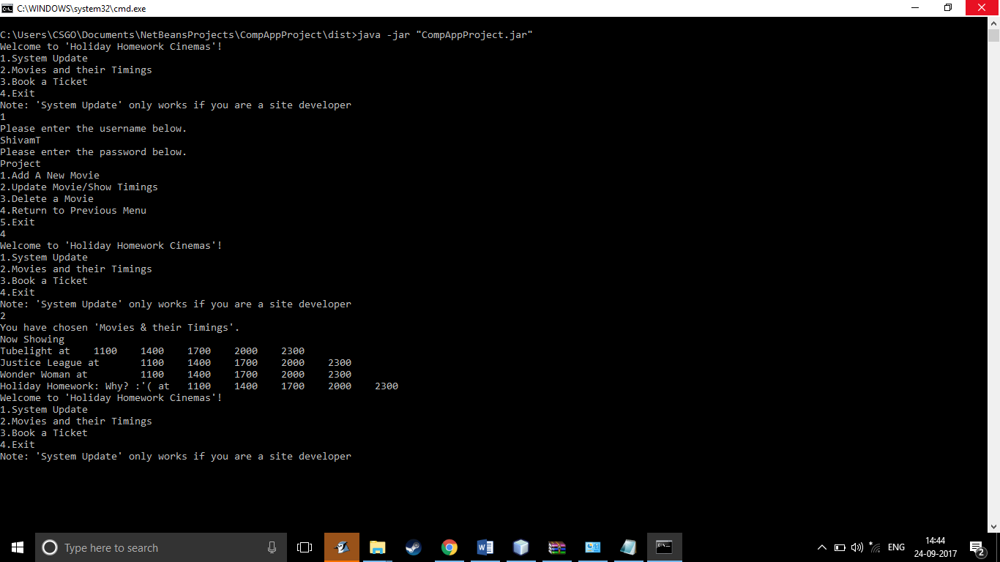 C:\WINDOWS\system32\cmd.exe
C:\Users\CSGO\Documents\NetBeansProjects\CompAppProject\dist>java -jar "CompAppProject.jar"
Welcome to 'Holiday Homework Cinemas'!
1.System Update
2.Movies and their Timings
3.Book a Ticket
4.Exit
Note: 'System Update' only works if you are a site developer
1
Please enter the username below.
ShivamT
Please enter the password below.
Project
1.Add A New Movie
2.Update Movie/Show Timings
3.Delete a Movie
4.Return to Previous Menu
5.Exit
4
Welcome to 'Holiday Homework Cinemas'!
1.System Update
2.Movies and their Timings
3.Book a Ticket
4.Exit
Note: 'System Update' only works if you are a site developer
2
You have chosen 'Movies & their Timings'.
Now Showing
Tubelight at    1100    1400    1700    2000    2300
Justice League at       1100    1400    1700    2000    2300
Wonder Woman at         1100    1400    1700    2000    2300
Holiday Homework: Why? :'( at   1100    1400    1700    2000    2300
Welcome to 'Holiday Homework Cinemas'!
1.System Update
2.Movies and their Timings
3.Book a Ticket
4.Exit
Note: 'System Update' only works if you are a site developer
Type here to search
ENG
14:44
24-09-2017
2